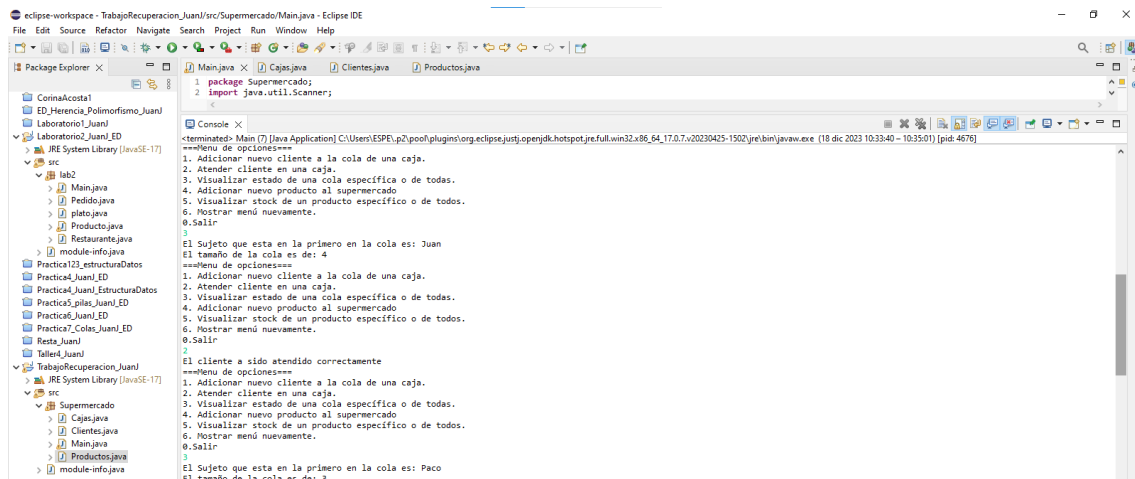 eclipse-workspace - TrabajoRecuperacion_JuanJ/src/Supermercado/Main.java - Eclipse IDE
File Edit Source Refactor Navigate Search Project Run Window Help
Package Explorer
CorinaAcosta1
ED_Herencia_Polimorfismo_JuanJ
Laboratorio1_JuanJ
Laboratorio2_JuanJ_ED
JRE System Library [JavaSE-17]
src
lab2
Main.java
Pedido.java
plato.java
Producto.java
Restaurante.java
module-info.java
Practica123_estructuraDatos
Practica4_JuanJ_ED
Practica4_JuanJ_EstructuraDatos
Practica5_pilas_JuanJ_ED
Practica6_JuanJ_ED
Practica7_Colas_JuanJ_ED
Resta_JuanJ
Taller4_JuanJ
TrabajoRecuperacion_JuanJ
JRE System Library [JavaSE-17]
src
Supermercado
Cajas.java
Clientes.java
Main.java
Productos.java
module-info.java
Main.java Cajas.java Clientes.java Productos.java
1 package Supermercado;
2 import java.util.Scanner;
Console
<terminated> Main (7) [Java Application] C:\Users\ESPE\.p2\pool\plugins\org.eclipse.justj.openjdk.hotspot.jre.full.win32.x86_64_17.0.7.v20230425-1502\jre\bin\javaw.exe (18 dic 2023 10:33:40 – 10:35:01) [pid: 4676]
===Menu de opciones===
1. Adicionar nuevo cliente a la cola de una caja.
2. Atender cliente en una caja.
3. Visualizar estado de una cola específica o de todas.
4. Adicionar nuevo producto al supermercado
5. Visualizar stock de un producto específico o de todos.
6. Mostrar menú nuevamente.
0.Salir
3
El Sujeto que esta en la primero en la cola es: Juan
El tamaño de la cola es de: 4
===Menu de opciones===
1. Adicionar nuevo cliente a la cola de una caja.
2. Atender cliente en una caja.
3. Visualizar estado de una cola específica o de todas.
4. Adicionar nuevo producto al supermercado
5. Visualizar stock de un producto específico o de todos.
6. Mostrar menú nuevamente.
0.Salir
2
El cliente a sido atendido correctamente
===Menu de opciones===
1. Adicionar nuevo cliente a la cola de una caja.
2. Atender cliente en una caja.
3. Visualizar estado de una cola específica o de todas.
4. Adicionar nuevo producto al supermercado
5. Visualizar stock de un producto específico o de todos.
6. Mostrar menú nuevamente.
0.Salir
3
El Sujeto que esta en la primero en la cola es: Paco
El tamaño de la cola es de: 3